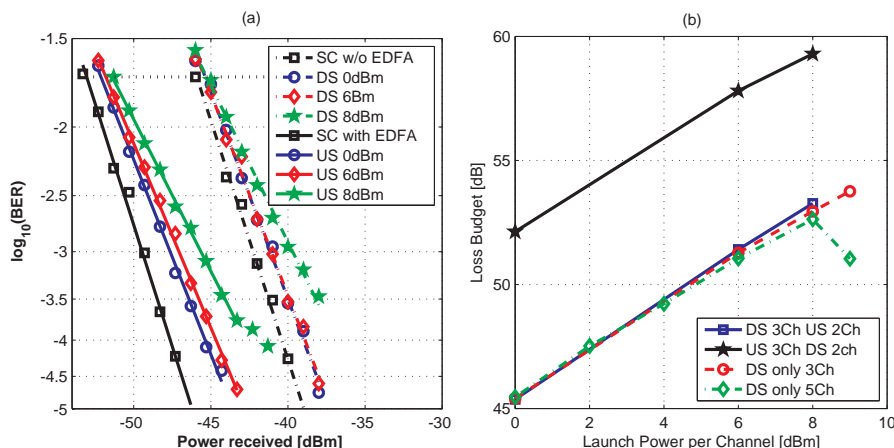 (a)
-1.5
-2
-2.5
-3
-3.5
-4
-4.5
-5
log10(BER)
SC w/o EDFA
DS 0dBm
DS 6Bm
DS 8dBm
SC with EDFA
US 0dBm
US 6dBm
US 8dBm
-50 -45 -40 -35 -30
Power received [dBm]
(b)
60
55
50
45
Loss Budget [dB]
DS 3Ch US 2Ch
US 3Ch DS 2ch
DS only 3Ch
DS only 5Ch
0 2 4 6 8 10
Launch Power per Channel [dBm]